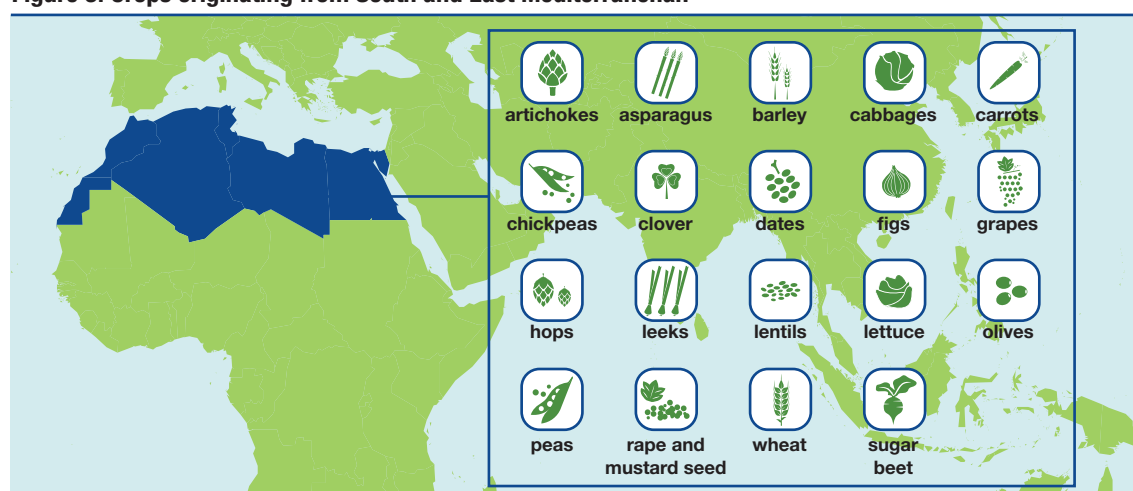 artichokes asparagus barley cabbages carrots
chickpeas clover dates figs grapes
hops leeks lentils lettuce olives
peas rape and wheat sugar
mustard seed beet